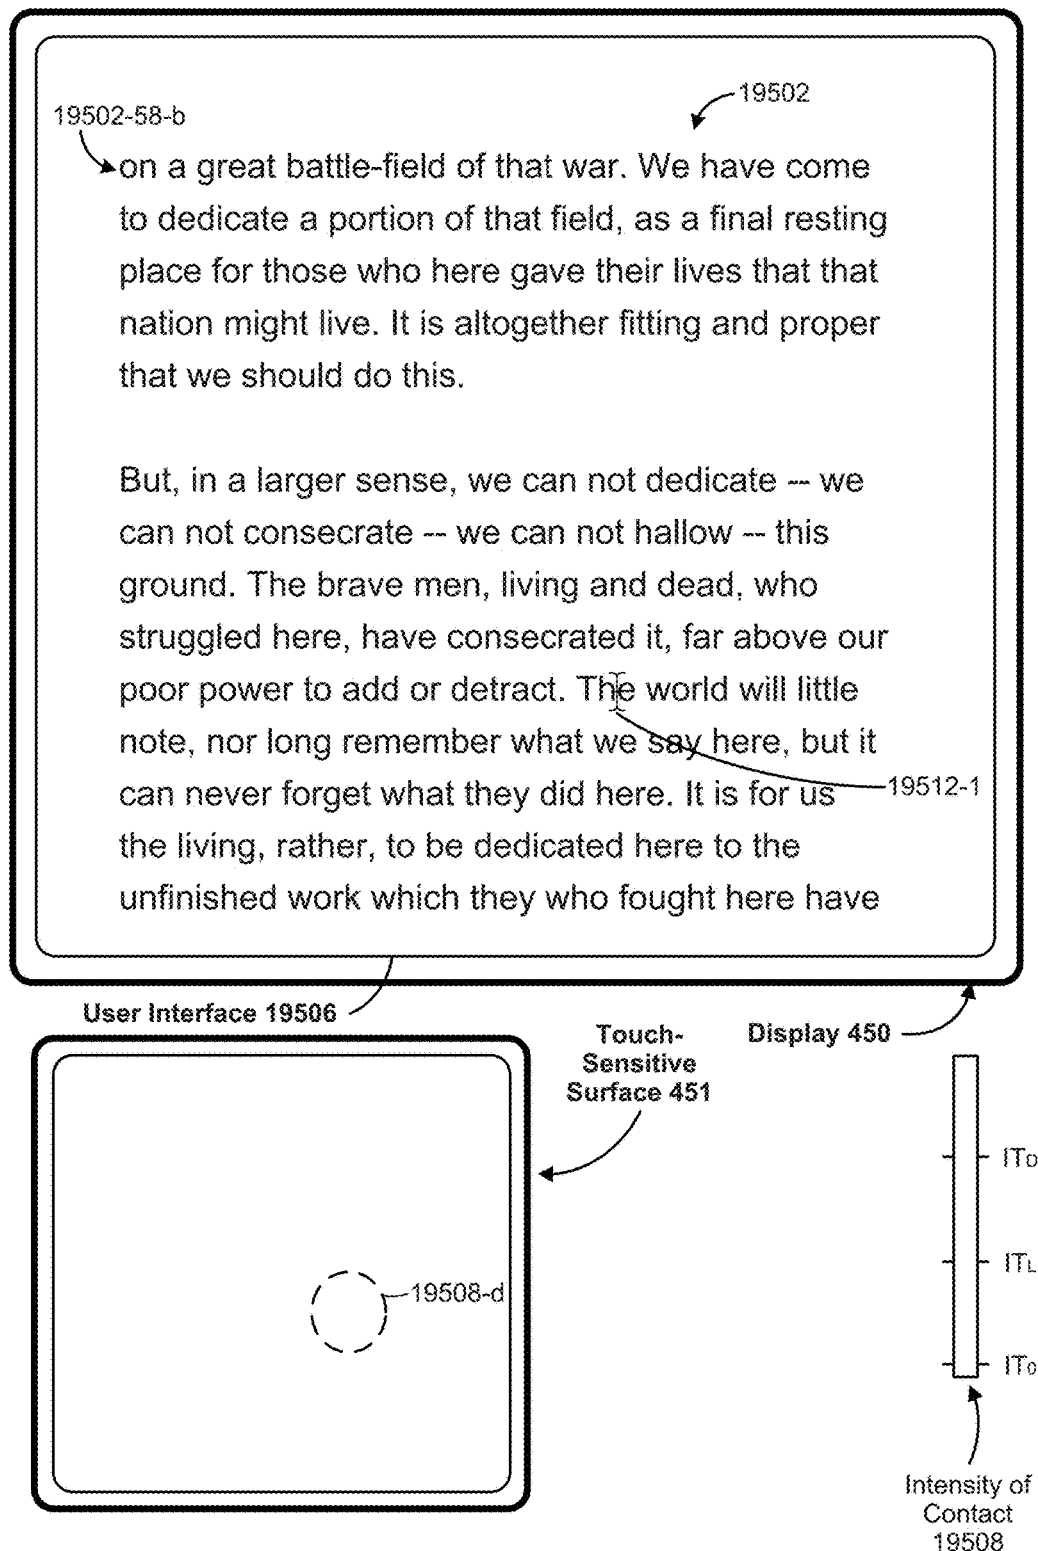 19502
19502-58-b
on a great battle-field of that war. We have come
to dedicate a portion of that field, as a final resting
place for those who here gave their lives that that
nation might live. It is altogether fitting and proper
that we should do this.
But, in a larger sense, we can not dedicate -- we
can not consecrate -- we can not hallow -- this
ground. The brave men, living and dead, who
struggled here, have consecrated it, far above our
poor power to add or detract. The world will little
note, nor long remember what we say here, but it
19512-1
can never forget what they did here. It is for us
the living, rather, to be dedicated here to the
unfinished work which they who fought here have
User Interface 19506
Touch-
Sensitive
Surface 451
Display 450
ITD
ITL
IT0
19508-d
Intensity of
Contact
19508